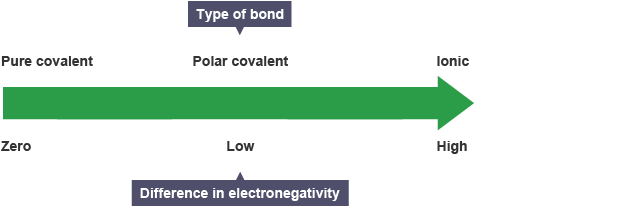 Type of bond
Pure covalent Polar covalent Ionic
Zero Low High
Difference in electronegativity